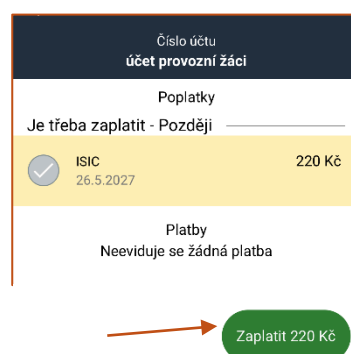 Číslo účtu
účet provozní žáci
Poplatky
Je třeba zaplatit - Později
ISIC 220 Kč
26.5.2027
Platby
Neeviduje se žádná platba
Zaplatit 220 Kč